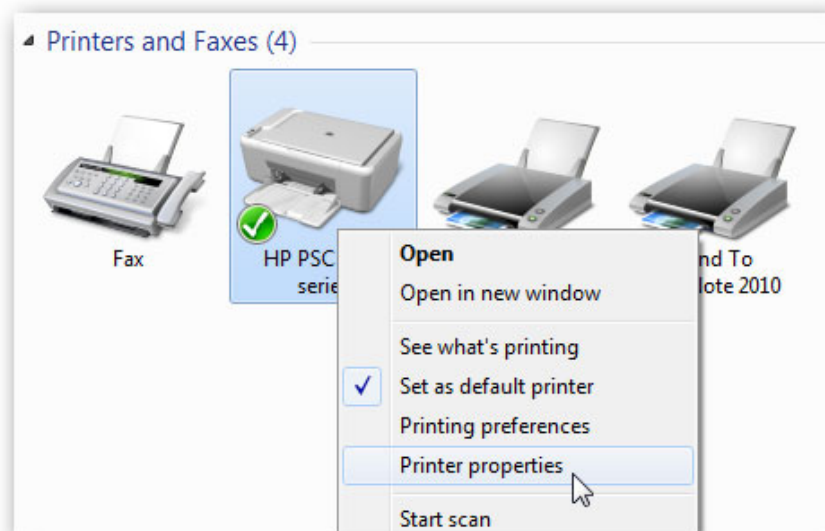 Printers and Faxes (4)
Fax
HP PSC
serie
nd To
lote 2010
Open
Open in new window
See what's printing
Set as default printer
Printing preferences
Printer properties
Start scan